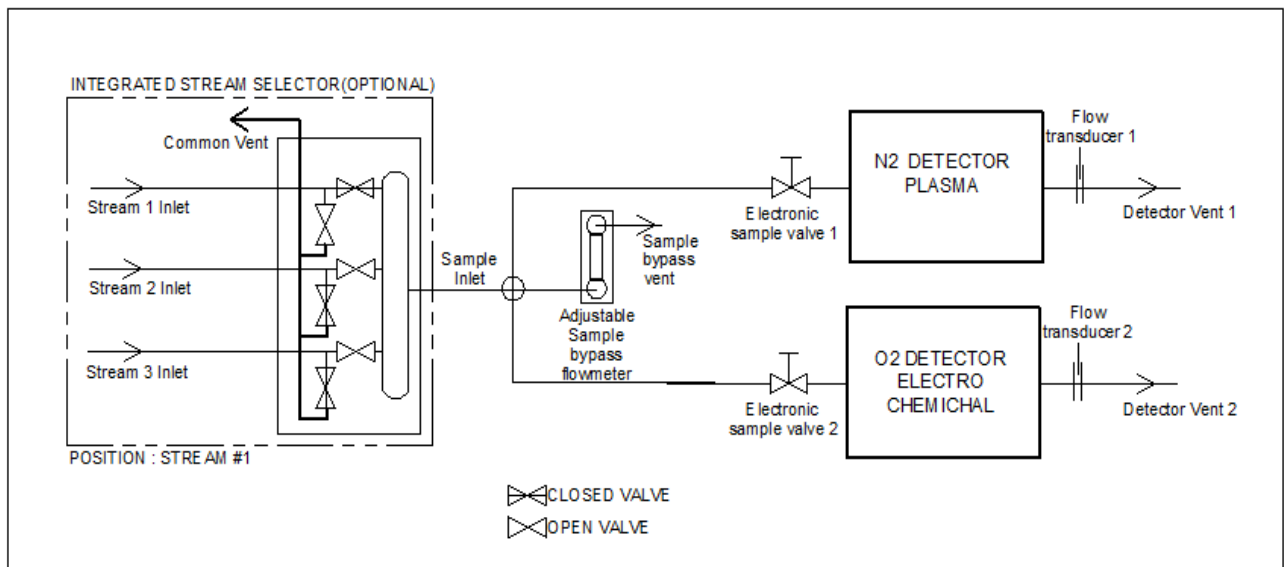 INTEGRATED STREAM SELECTOR(OPTIONAL)
Common Vent
Stream 1 Inlet
Stream 2 Inlet
Stream 3 Inlet
POSITION : STREAM #1
Sample
Inlet
Sample
bypass
vent
Adjustable
Sample
bypass
flowmeter
Electronic
sample valve 1
N2 DETECTOR
PLASMA
Flow
transducer 1
Detector Vent 1
Electronic
sample valve 2
O2 DETECTOR
ELECTRO
CHEMICHAL
Flow
transducer 2
Detector Vent 2
CLOSED VALVE
OPEN VALVE